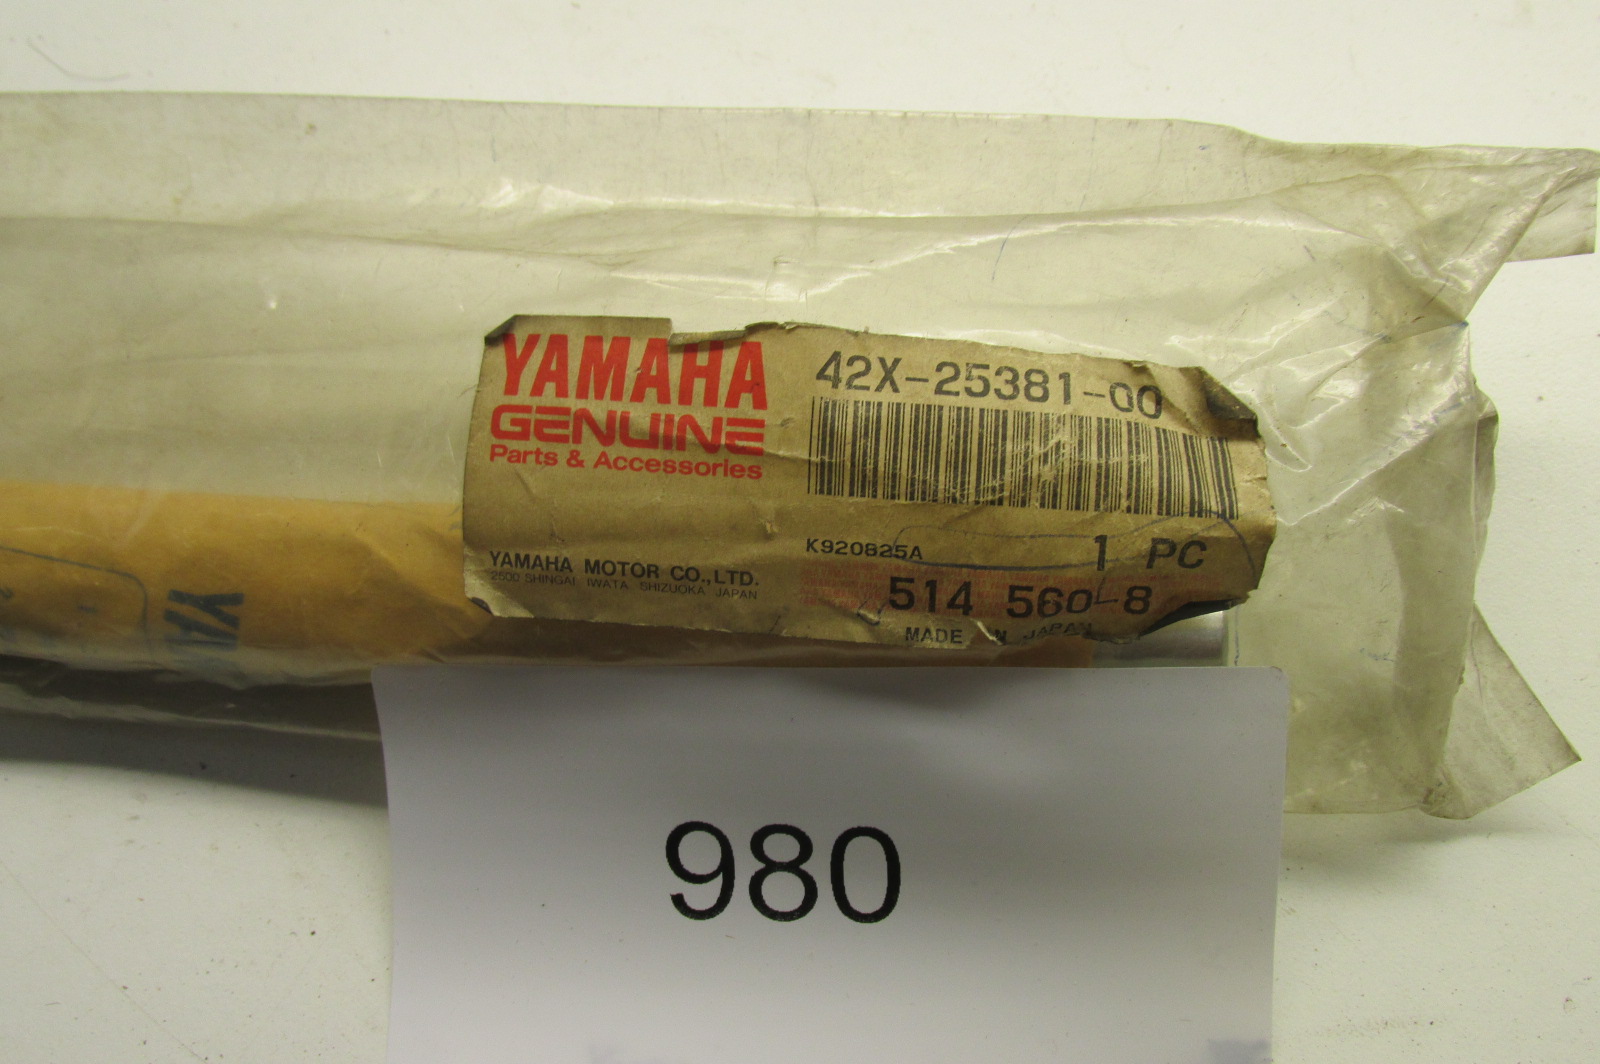 YAMAHA
GENUINE
Parts & Accessories
42X-25381-00
K920825A
1 PC
YAMAHA MOTOR CO.,LTD.
2500 SHINGAI IWATA SHIZUOKA JAPAN
514 560-8
MADE IN JAPAN
980